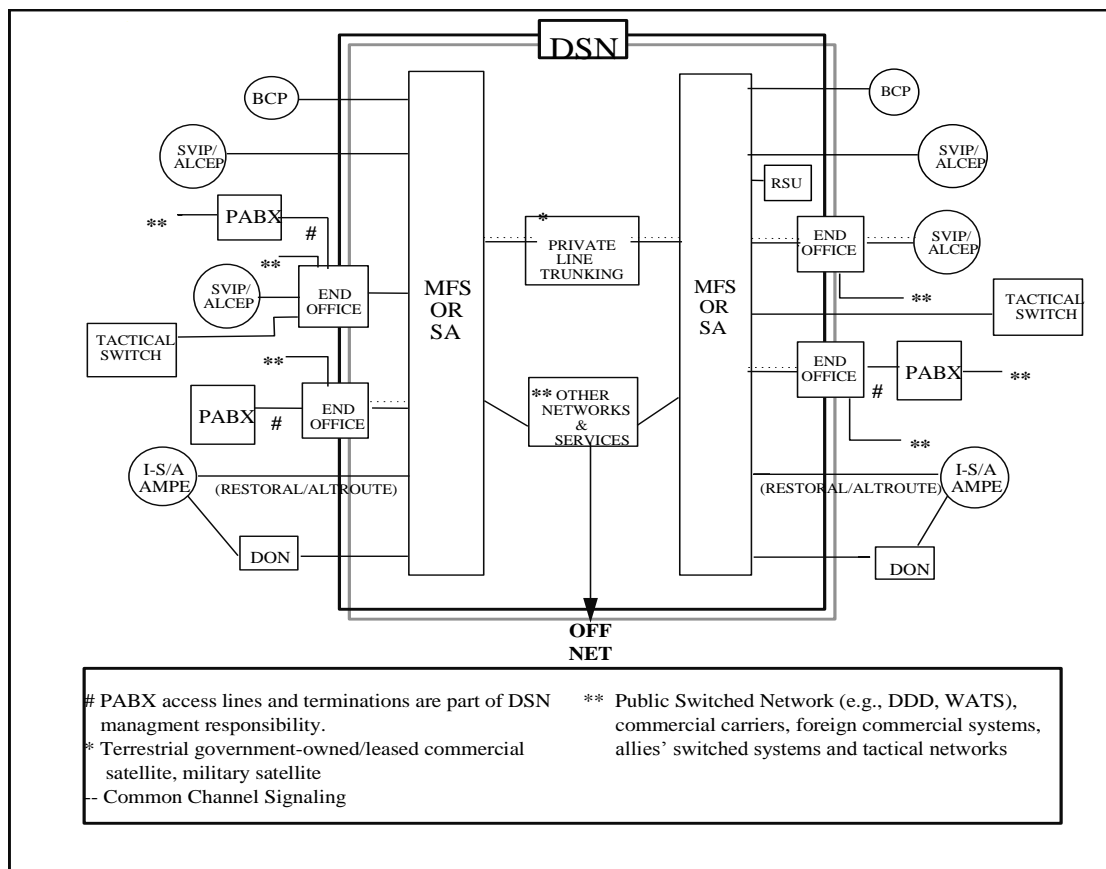 DSN
BCP
BCP
SVIP/
ALCEP
SVIP/
ALCEP
RSU
**
PABX
#
*
PRIVATE
LINE
TRUNKING
END
OFFICE
SVIP/
ALCEP
**
SVIP/
ALCEP
END
OFFICE
MFS
OR
SA
MFS
OR
SA
**
TACTICAL
SWITCH
TACTICAL
SWITCH
**
END
OFFICE
#
PABX
**
PABX
#
END
OFFICE
** OTHER
NETWORKS
&
SERVICES
**
I-S/A
AMPE
(RESTORAL/ALTROUTE)
(RESTORAL/ALTROUTE)
I-S/A
AMPE
DON
DON
OFF
NET
# PABX access lines and terminations are part of DSN
managment responsibility.
* Terrestrial government-owned/leased commercial
satellite, military satellite
-- Common Channel Signaling
** Public Switched Network (e.g., DDD, WATS),
commercial carriers, foreign commercial systems,
allies’ switched systems and tactical networks